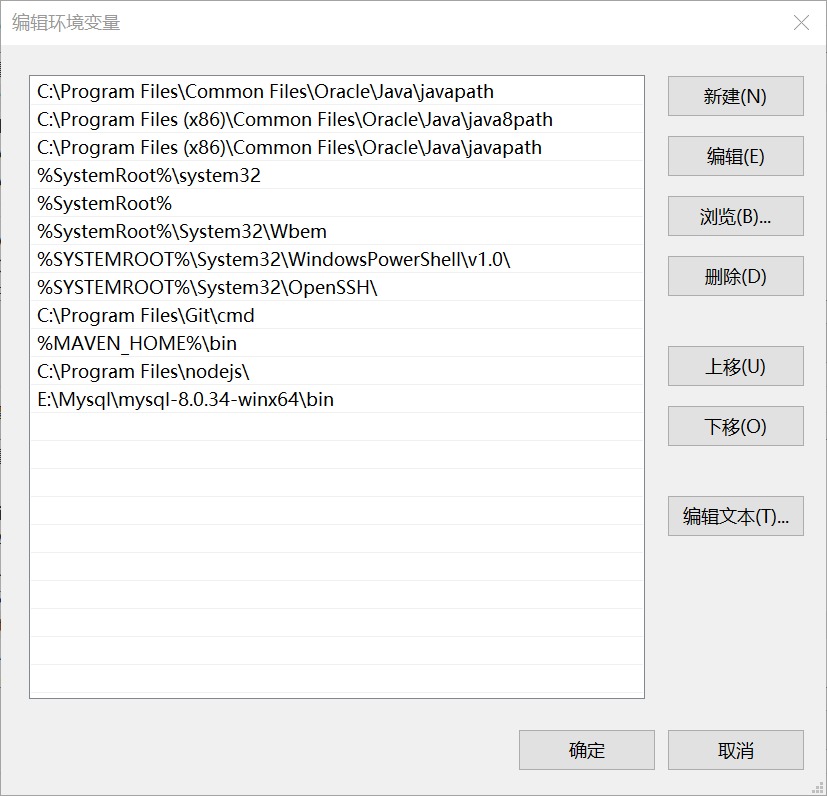 编辑环境变量
C:\Program Files\Common Files\Oracle\Java\javapath
C:\Program Files (x86)\Common Files\Oracle\Java\java8path
C:\Program Files (x86)\Common Files\Oracle\Java\javapath
%SystemRoot%\system32
%SystemRoot%
%SystemRoot%\System32\Wbem
%SYSTEMROOT%\System32\WindowsPowerShell\v1.0\
%SYSTEMROOT%\System32\OpenSSH\
C:\Program Files\Git\cmd
%MAVEN_HOME%\bin
C:\Program Files\nodejs\
E:\Mysql\mysql-8.0.34-winx64\bin
新建(N)
编辑(E)
浏览(B)...
删除(D)
上移(U)
下移(O)
编辑文本(T)...
确定
取消